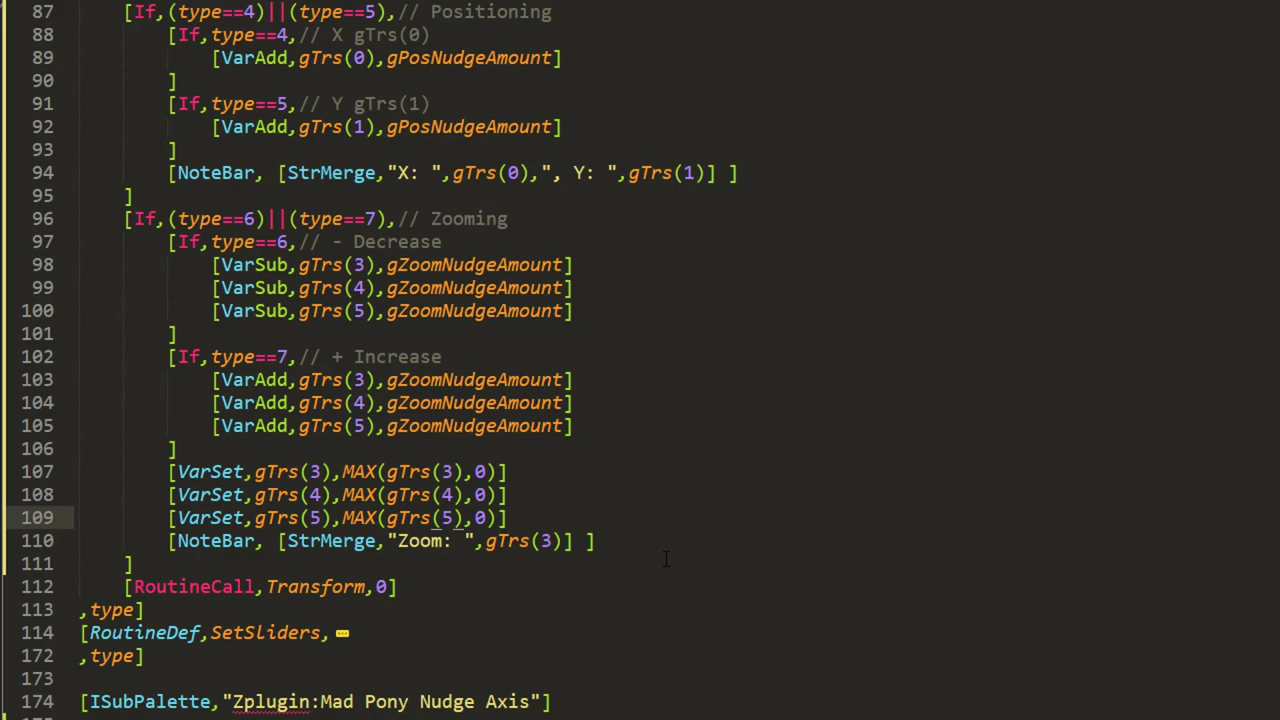 87 [If,(type==4)||(type==5),// Positioning
88 [If,type==4,// X gTrs(0)
89 [VarAdd,gTrs(0),gPosNudgeAmount]
90 ]
91 [If,type==5,// Y gTrs(1)
92 [VarAdd,gTrs(1),gPosNudgeAmount]
93 ]
94 [NoteBar, [StrMerge,"X: ",gTrs(0),", Y: ",gTrs(1)] ]
95 ]
96 [If,(type==6)||(type==7),// Zooming
97 [If,type==6,// - Decrease
98 [VarSub,gTrs(3),gZoomNudgeAmount]
99 [VarSub,gTrs(4),gZoomNudgeAmount]
100 [VarSub,gTrs(5),gZoomNudgeAmount]
101 ]
102 [If,type==7,// + Increase
103 [VarAdd,gTrs(3),gZoomNudgeAmount]
104 [VarAdd,gTrs(4),gZoomNudgeAmount]
105 [VarAdd,gTrs(5),gZoomNudgeAmount]
106 ]
107 [VarSet,gTrs(3),MAX(gTrs(3),0)]
108 [VarSet,gTrs(4),MAX(gTrs(4),0)]
109 [VarSet,gTrs(5),MAX(gTrs(5),0)]
110 [NoteBar, [StrMerge,"Zoom: ",gTrs(3)] ]
111 ]
112 [RoutineCall,Transform,0]
113 ,type]
114 [RoutineDef,SetSliders,
172 ,type]
173
174 [ISubPalette,"Zplugin:Mad Pony Nudge Axis"]